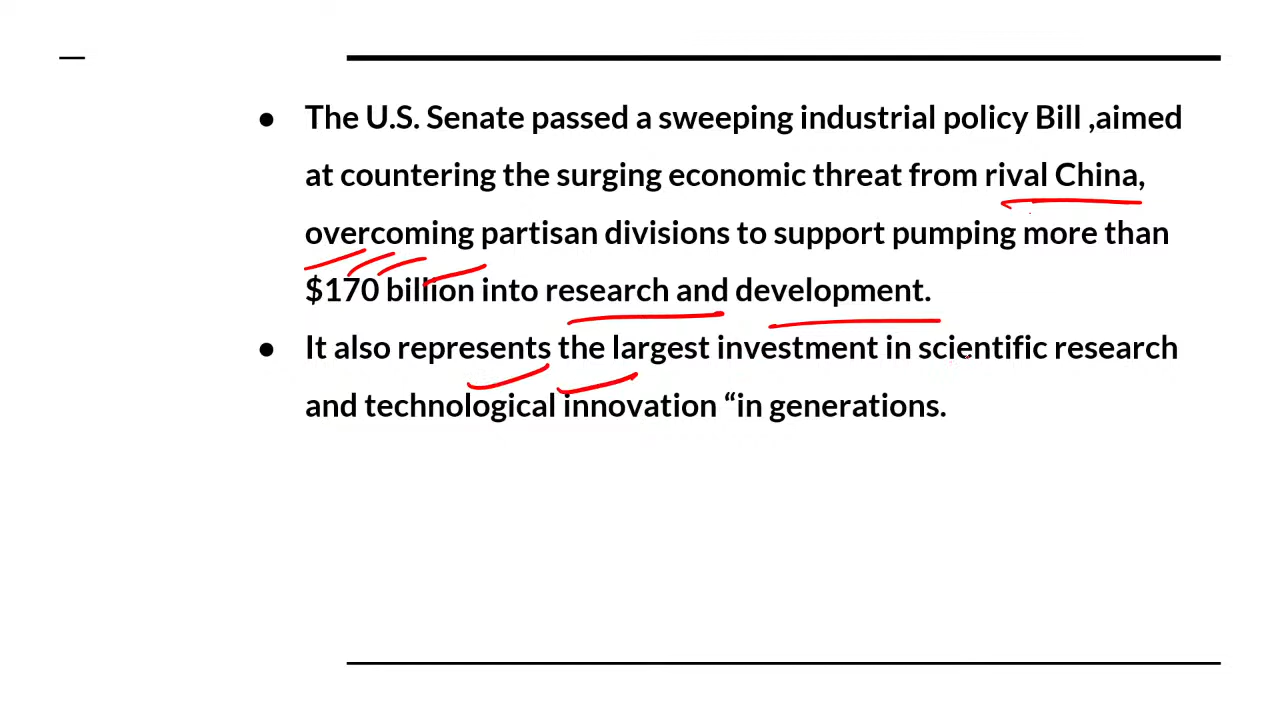 ● The U.S. Senate passed a sweeping industrial policy Bill ,aimed
at countering the surging economic threat from rival China,
overcoming partisan divisions to support pumping more than
$170 billion into research and development.
● It also represents the largest investment in scientific research
and technological innovation “in generations.